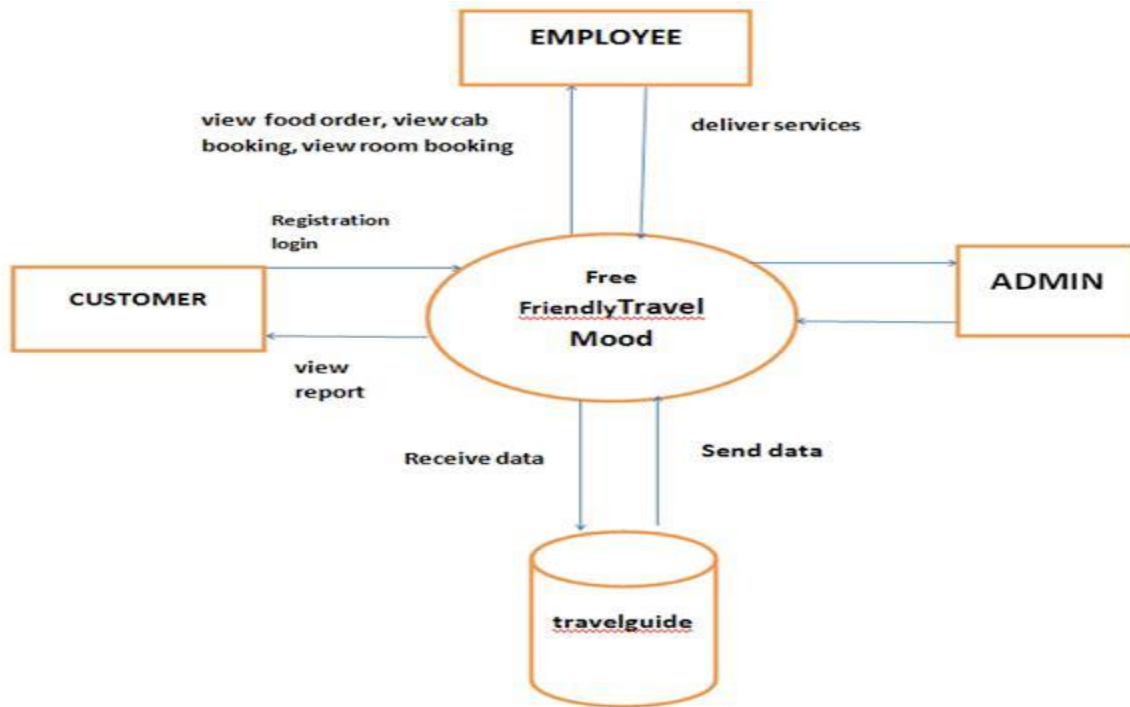 EMPLOYEE
view food order, view cab
booking, view room booking
deliver services
Registration
login
CUSTOMER
Free
FriendlyTravel
Mood
ADMIN
view
report
Receive data
Send data
travelguide